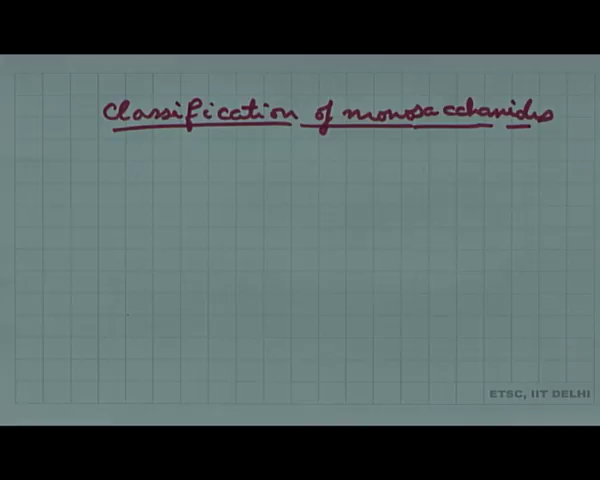 Classification of monosaccharides
ETSC, IIT DELHI